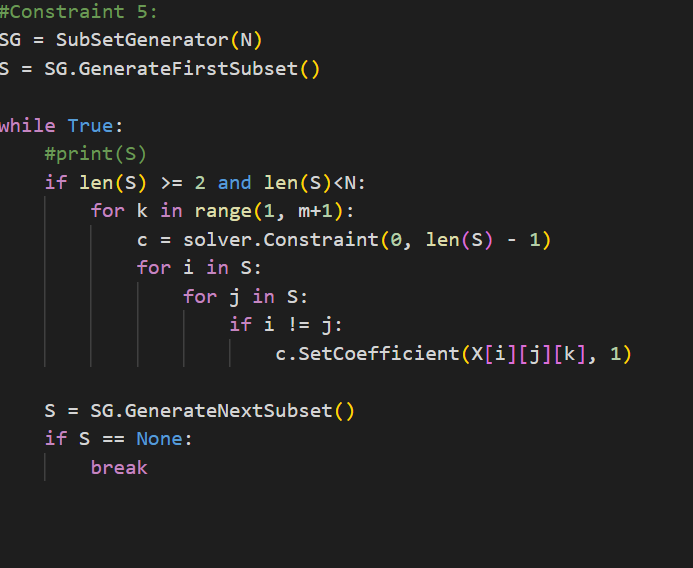 #Constraint 5:
SG = SubSetGenerator(N)
S = SG.GenerateFirstSubset()
while True:
    #print(S)
    if len(S) >= 2 and len(S)<N:
        for k in range(1, m+1):
            c = solver.Constraint(0, len(S) - 1)
            for i in S:
                for j in S:
                    if i != j:
                        c.SetCoefficient(X[i][j][k], 1)
    S = SG.GenerateNextSubset()
    if S == None:
        break